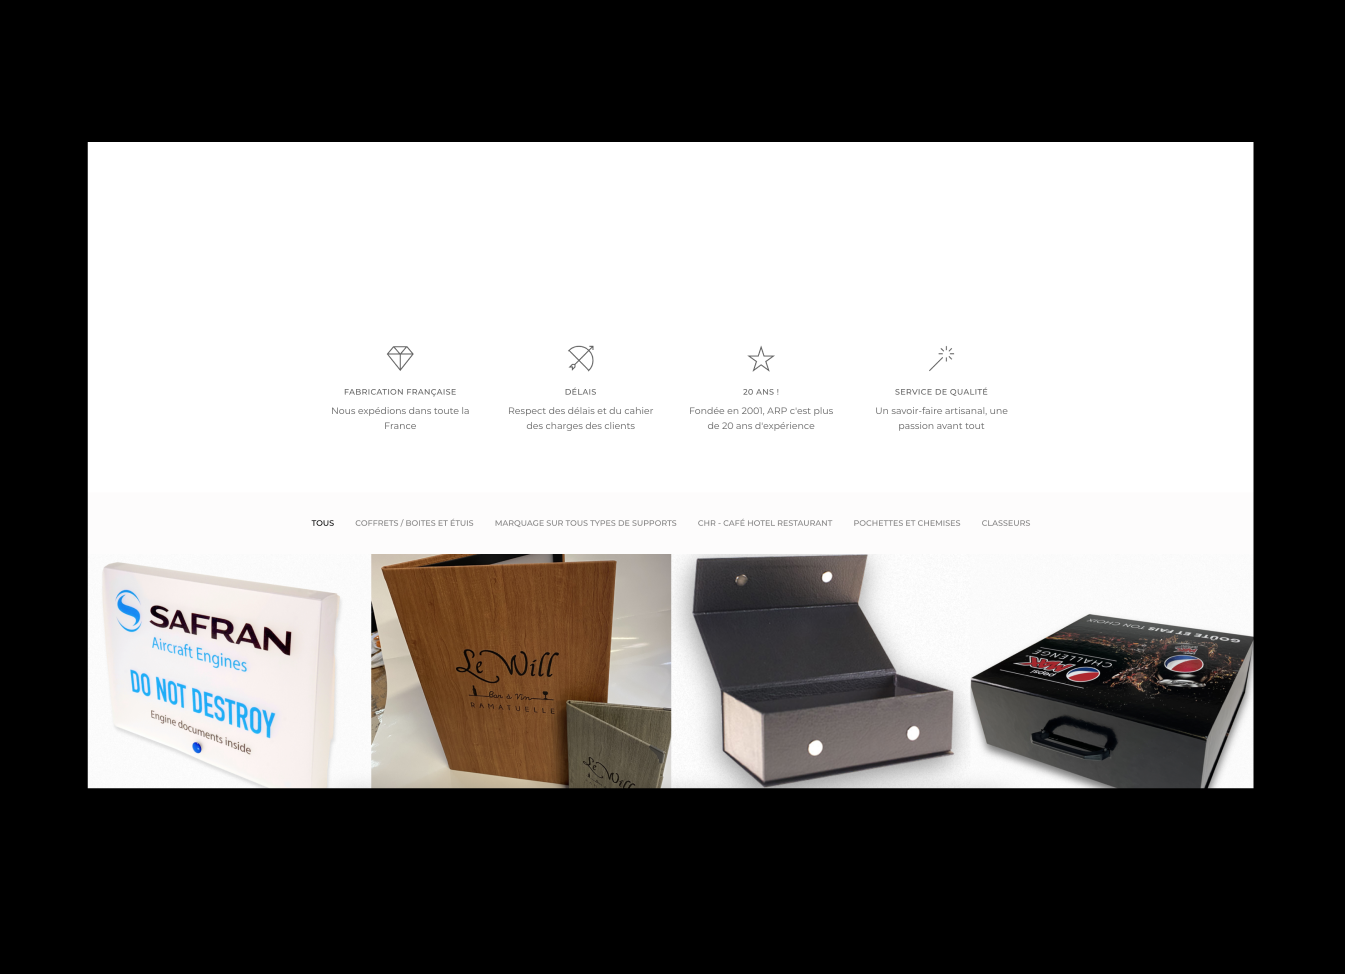 FABRICATION FRANÇAISE
Nous expédions dans toute la
France
DÉLAIS
Respect des délais et du cahier
des charges des clients
20 ANS !
Fondée en 2001, ARP c'est plus
de 20 ans d'expérience
SERVICE DE QUALITÉ
Un savoir-faire artisanal, une
passion avant tout
TOUS
COFFRETS / BOITES ET ÉTUIS
MARQUAGE SUR TOUS TYPES DE SUPPORTS
CHR - CAFÉ HOTEL RESTAURANT
POCHETTES ET CHEMISES
CLASSEURS
SAFRAN
Aircraft Engines
DO NOT DESTROY
Engine documents inside
Le Will
Bar à Vin
RAMATUELLE
Le Will
GOÛTE ET FAIS TON CHOIX
pepsi
MAX
CHALLENGE